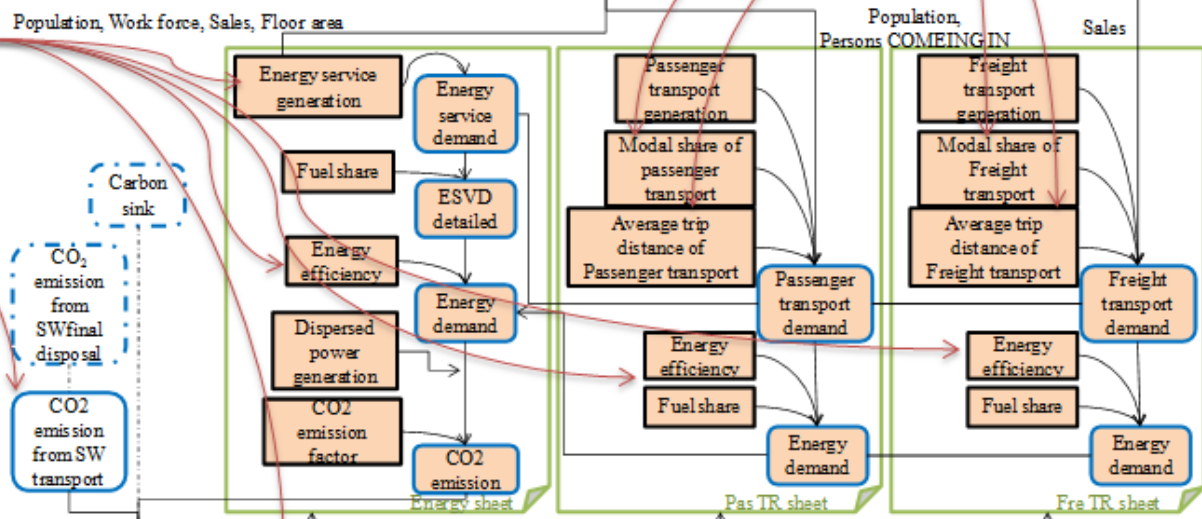 Population, Work force, Sales, Floor area
Population,
Persons COMEING IN
Sales
Energy service
generation
Energy
service
demand
Fuel share
ESVD
detailed
Energy
efficiency
Energy
demand
Dispersed
power
generation
CO2
emission
factor
CO2
emission
Energy sheet
Carbon
sink
CO₂
emission
from
SWfinal
disposal
CO2
emission
from SW
transport
Passenger
transport
generation
Modal share of
passenger
transport
Average trip
distance of
Passenger transport
Passenger
transport
demand
Energy
efficiency
Fuel share
Energy
demand
Pas TR sheet
Freight
transport
generation
Modal share of
Freight
transport
Average trip
distance of
Freight transport
Freight
transport
demand
Energy
efficiency
Fuel share
Energy
demand
Fre TR sheet